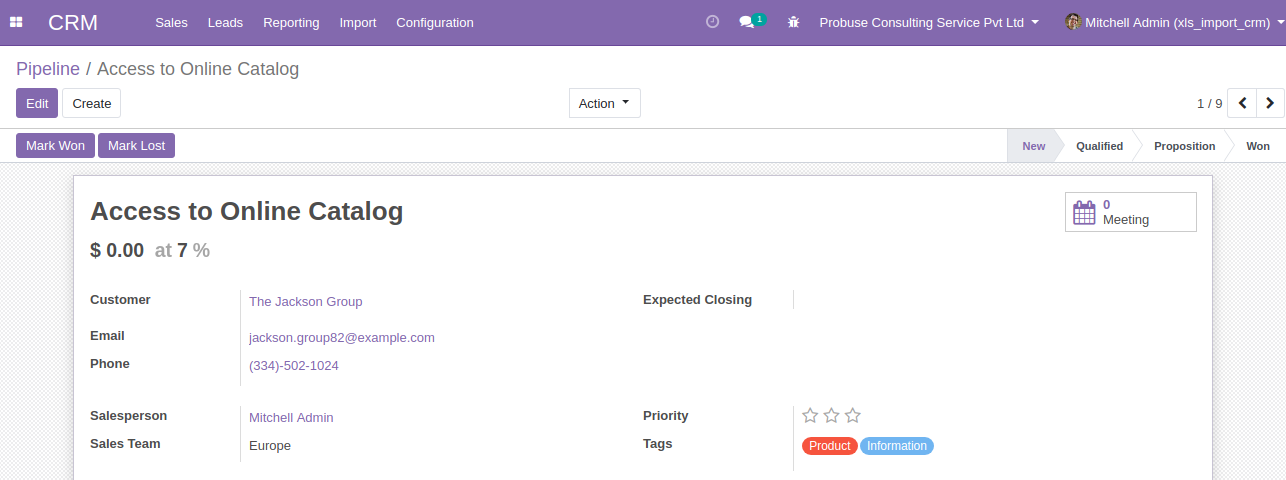 CRM Sales Leads Reporting Import Configuration 1 Probuse Consulting Service Pvt Ltd Mitchell Admin (xls_import_crm)
Pipeline / Access to Online Catalog
Edit Create Action 1 / 9
Mark Won Mark Lost New Qualified Proposition Won
Access to Online Catalog
0
Meeting
$ 0.00 at 7 %
Customer The Jackson Group Expected Closing
Email jackson.group82@example.com
Phone (334)-502-1024
Salesperson Mitchell Admin Priority
Sales Team Europe Tags Product Information